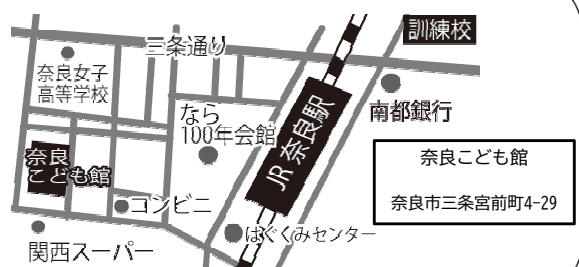 訓練校
三条通り
奈良女子
高等学校
なら
100年会館
JR奈良駅
南都銀行
奈良こども館
奈良市三条宮前町4-29
奈良
こども館
コンビニ
はぐくみセンター
関西スーパー